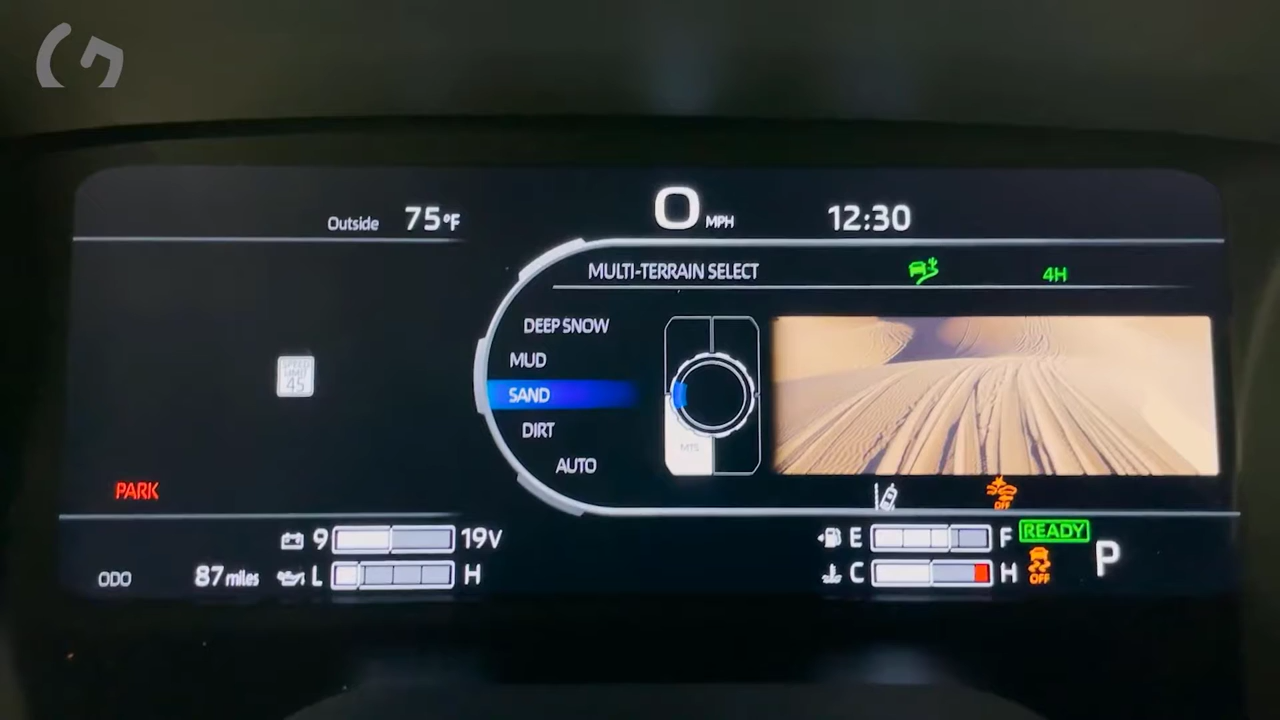 Outside 75°F
0 MPH
12:30
MULTI-TERRAIN SELECT
4H
DEEP SNOW
MUD
SAND
DIRT
AUTO
SPEED
LIMIT
45
MTS
PARK
OFF
9 19V
E F
READY
P
ODO 87 miles
L H
C H
OFF